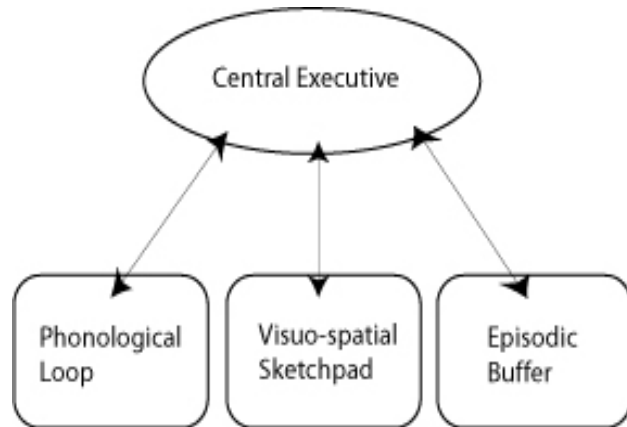 Central Executive
Phonological
Loop
Visuo-spatial
Sketchpad
Episodic
Buffer